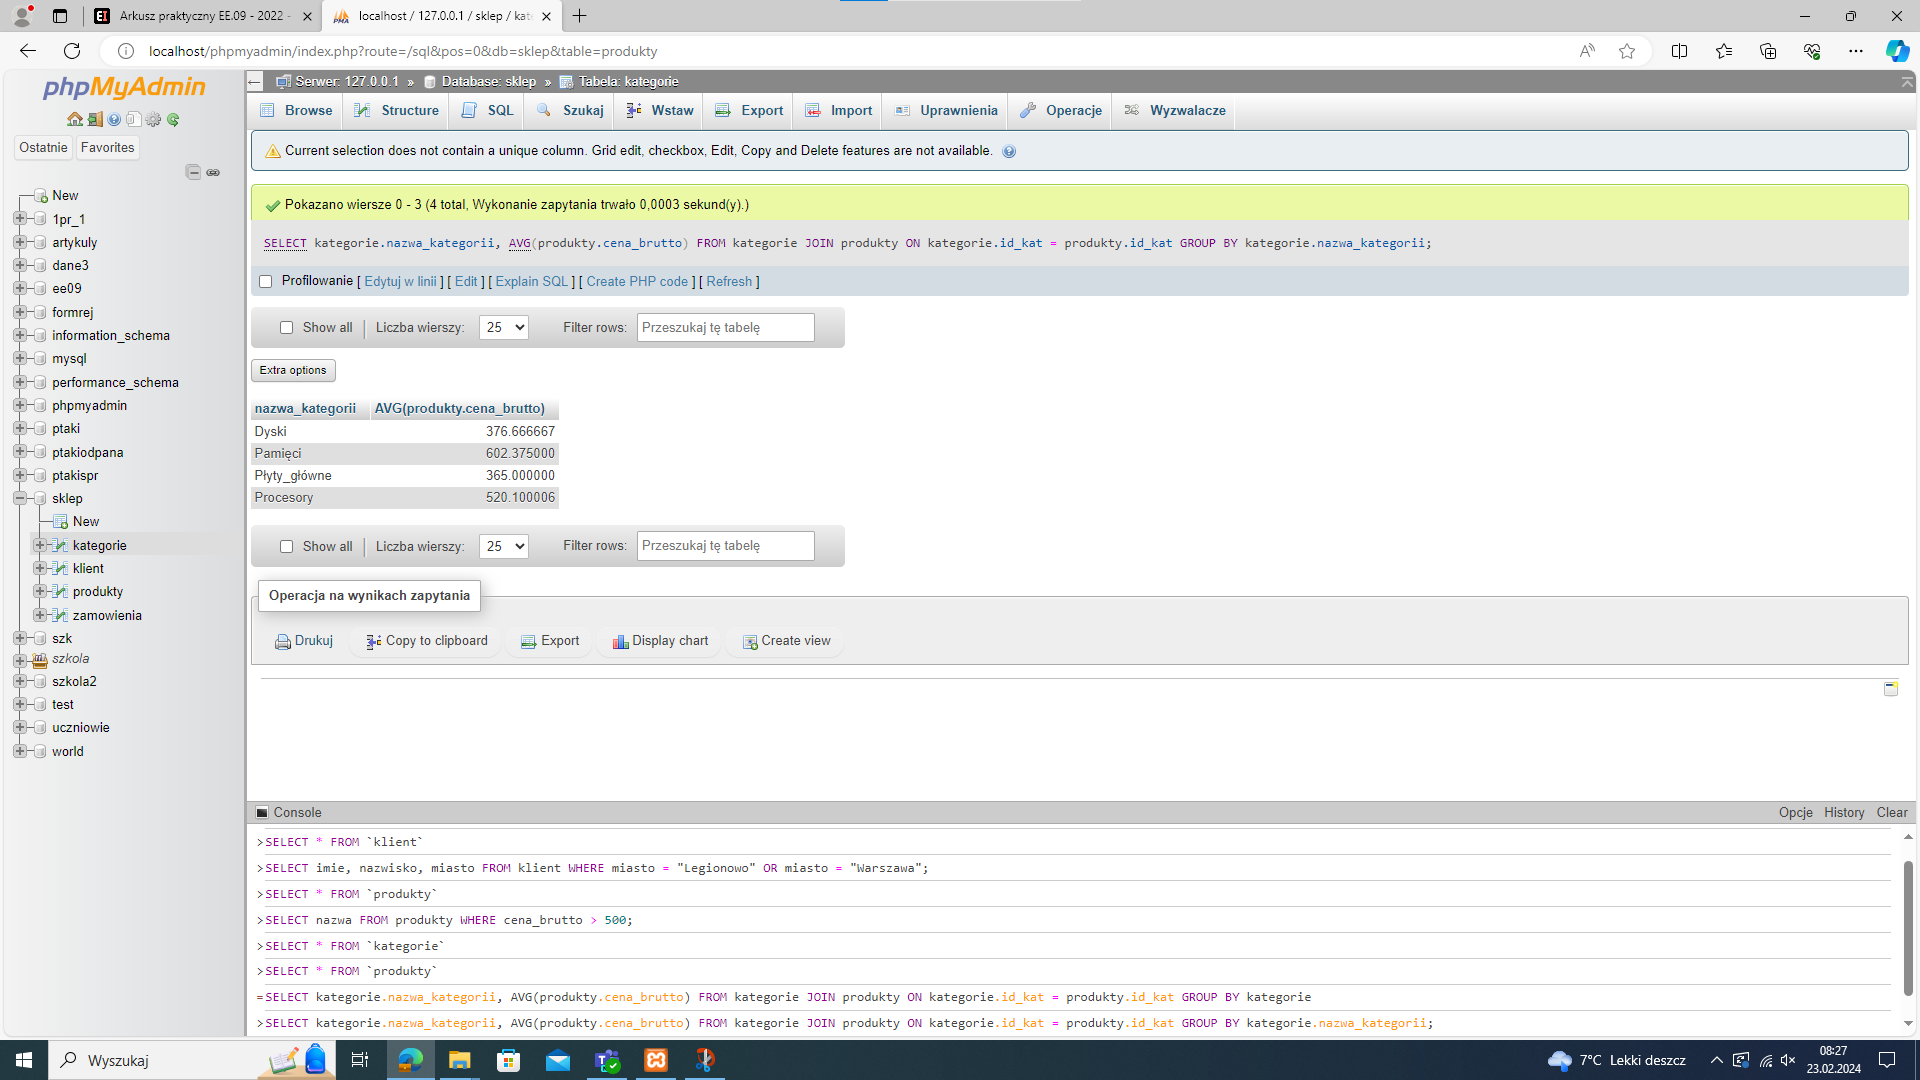 Arkusz praktyczny EE.09 - 2022 -
localhost / 127.0.0.1 / sklep / kat
localhost/phpmyadmin/index.php?route=/sql&pos=0&db=sklep&table=produkty
phpMyAdmin
Ostatnie Favorites
New
1pr_1
artykuly
dane3
ee09
formrej
information_schema
mysql
performance_schema
phpmyadmin
ptaki
ptakiodpana
ptakispr
sklep
New
kategorie
klient
produkty
zamowienia
szk
szkola
szkola2
test
uczniowie
world
Serwer: 127.0.0.1 » Database: sklep » Tabela: kategorie
Browse Structure SQL Szukaj Wstaw Export Import Uprawnienia Operacje Wyzwalacze
Current selection does not contain a unique column. Grid edit, checkbox, Edit, Copy and Delete features are not available.
Pokazano wiersze 0 - 3 (4 total, Wykonanie zapytania trwało 0,0003 sekund(y).)
SELECT kategorie.nazwa_kategorii, AVG(produkty.cena_brutto) FROM kategorie JOIN produkty ON kategorie.id_kat = produkty.id_kat GROUP BY kategorie.nazwa_kategorii;
Profilowanie [ Edytuj w linii ] [ Edit ] [ Explain SQL ] [ Create PHP code ] [ Refresh ]
Show all Liczba wierszy: 25 Filter rows: Przeszukaj tę tabelę
Extra options
nazwa_kategorii AVG(produkty.cena_brutto)
Dyski 376.666667
Pamięci 602.375000
Płyty_główne 365.000000
Procesory 520.100006
Show all Liczba wierszy: 25 Filter rows: Przeszukaj tę tabelę
Operacja na wynikach zapytania
Drukuj Copy to clipboard Export Display chart Create view
Console Opcje History Clear
>SELECT * FROM `klient`
>SELECT imie, nazwisko, miasto FROM klient WHERE miasto = "Legionowo" OR miasto = "Warszawa";
>SELECT * FROM `produkty`
>SELECT nazwa FROM produkty WHERE cena_brutto > 500;
>SELECT * FROM `kategorie`
>SELECT * FROM `produkty`
=SELECT kategorie.nazwa_kategorii, AVG(produkty.cena_brutto) FROM kategorie JOIN produkty ON kategorie.id_kat = produkty.id_kat GROUP BY kategorie
>SELECT kategorie.nazwa_kategorii, AVG(produkty.cena_brutto) FROM kategorie JOIN produkty ON kategorie.id_kat = produkty.id_kat GROUP BY kategorie.nazwa_kategorii;
Wyszukaj
7°C Lekki deszcz
08:27
23.02.2024